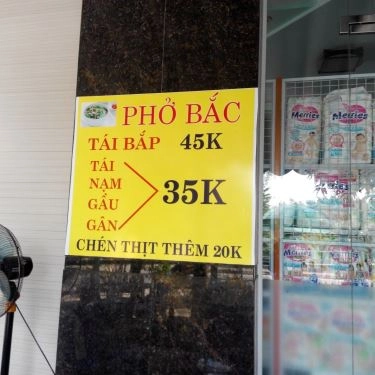 PHỞ BẮC
TÁI BẮP 45K
TÁI
NẠM
GẦU
GÂN
35K
CHÉN THỊT THÊM 20K
Merries
Merries